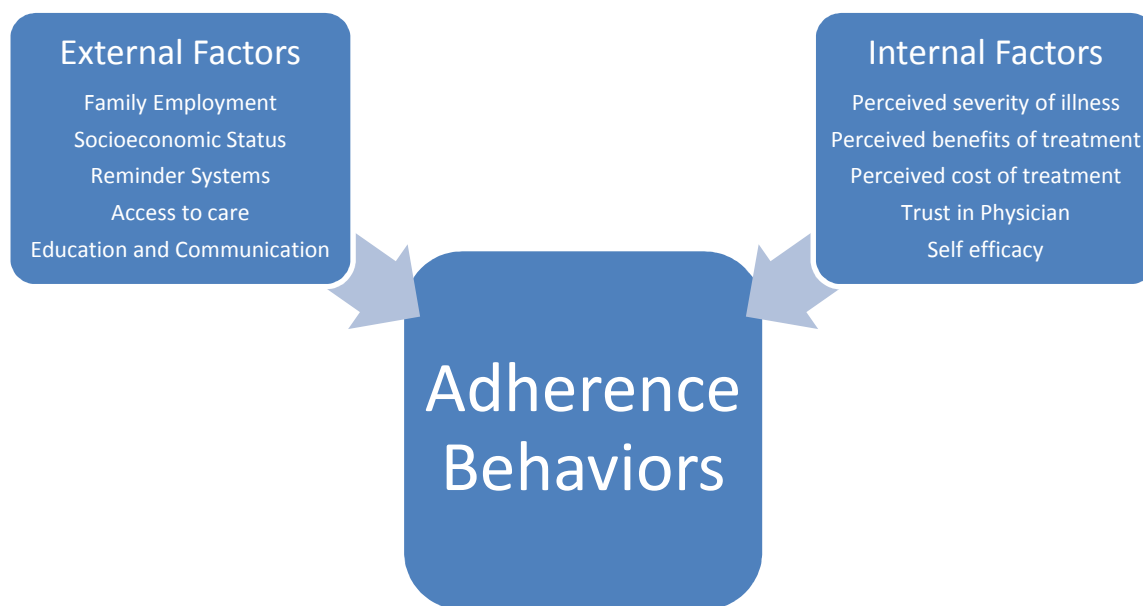 External Factors
Family Employment
Socioeconomic Status
Reminder Systems
Access to care
Education and Communication
Internal Factors
Perceived severity of illness
Perceived benefits of treatment
Perceived cost of treatment
Trust in Physician
Self efficacy
Adherence
Behaviors